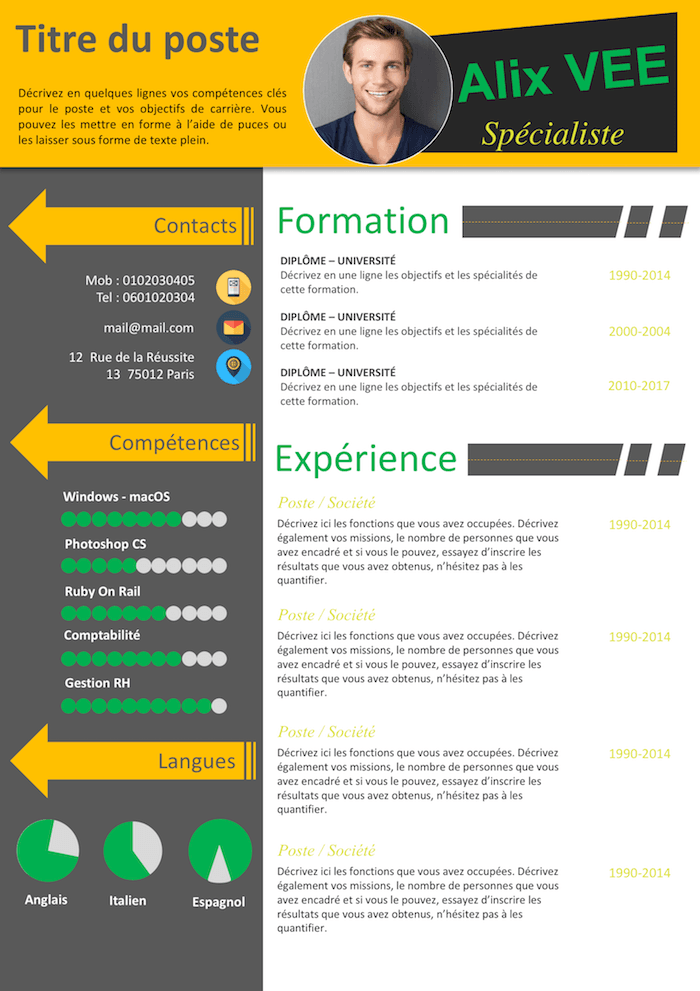 Titre du poste
Décrivez en quelques lignes vos compétences clés
pour le poste et vos objectifs de carrière. Vous
pouvez les mettre en forme à l’aide de puces ou
les laisser sous forme de texte plein.
Alix VEE
Spécialiste
Contacts
Mob : 0102030405
Tel : 0601020304
mail@mail.com
12 Rue de la Réussite
13 75012 Paris
Compétences
Windows - macOS
Photoshop CS
Ruby On Rail
Comptabilité
Gestion RH
Langues
Anglais
Italien
Espagnol
Formation
DIPLÔME – UNIVERSITÉ
Décrivez en une ligne les objectifs et les spécialités de
cette formation.
1990-2014
DIPLÔME – UNIVERSITÉ
Décrivez en une ligne les objectifs et les spécialités de
cette formation.
2000-2004
DIPLÔME – UNIVERSITÉ
Décrivez en une ligne les objectifs et les spécialités de
cette formation.
2010-2017
Expérience
Poste / Société
Décrivez ici les fonctions que vous avez occupées. Décrivez
également vos missions, le nombre de personnes que vous
avez encadré et si vous le pouvez, essayez d’inscrire les
résultats que vous avez obtenus, n’hésitez pas à les
quantifier.
1990-2014
Poste / Société
Décrivez ici les fonctions que vous avez occupées. Décrivez
également vos missions, le nombre de personnes que vous
avez encadré et si vous le pouvez, essayez d’inscrire les
résultats que vous avez obtenus, n’hésitez pas à les
quantifier.
1990-2014
Poste / Société
Décrivez ici les fonctions que vous avez occupées. Décrivez
également vos missions, le nombre de personnes que vous
avez encadré et si vous le pouvez, essayez d’inscrire les
résultats que vous avez obtenus, n’hésitez pas à les
quantifier.
1990-2014
Poste / Société
Décrivez ici les fonctions que vous avez occupées. Décrivez
également vos missions, le nombre de personnes que vous
avez encadré et si vous le pouvez, essayez d’inscrire les
résultats que vous avez obtenus, n’hésitez pas à les
quantifier.
1990-2014